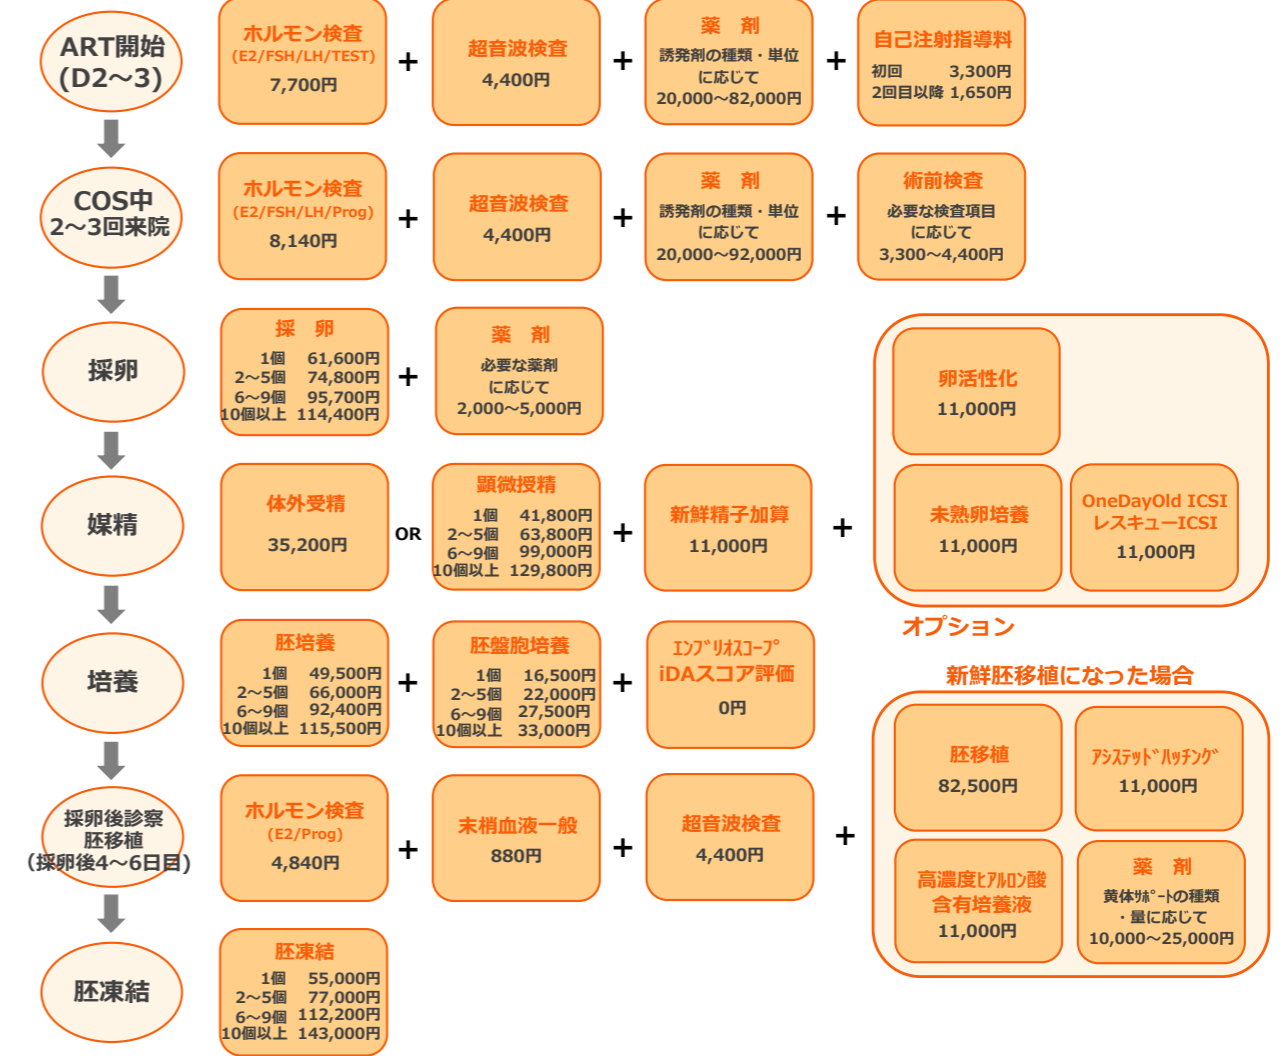 ART開始
(D2～3)
ホルモン検査
(E2/FSH/LH/TEST)
7,700円
+
超音波検査
4,400円
+
薬　剤
誘発剤の種類・単位
に応じて
20,000～82,000円
+
自己注射指導料
初回　3,300円
2回目以降 1,650円
COS中
2～3回来院
ホルモン検査
(E2/FSH/LH/Prog)
8,140円
+
超音波検査
4,400円
+
薬　剤
誘発剤の種類・単位
に応じて
20,000～92,000円
+
術前検査
必要な検査項目
に応じて
3,300～4,400円
採卵
採　卵
1個　61,600円
2～5個　74,800円
6～9個　95,700円
10個以上 114,400円
+
薬　剤
必要な薬剤
に応じて
2,000～5,000円
媒精
体外受精
35,200円
OR
顕微授精
1個　41,800円
2～5個　63,800円
6～9個　99,000円
10個以上 129,800円
+
新鮮精子加算
11,000円
+
卵活性化
11,000円
未熟卵培養
11,000円
OneDayOld ICSI
レスキューICSI
11,000円
オプション
培養
胚培養
1個　49,500円
2～5個　66,000円
6～9個　92,400円
10個以上 115,500円
+
胚盤胞培養
1個　16,500円
2～5個　22,000円
6～9個　27,500円
10個以上　33,000円
+
ｴﾝﾌﾞﾘｵｽｺｰﾌﾟ
iDAスコア評価
0円
採卵後診察
胚移植
（採卵後4～6日目）
ホルモン検査
(E2/Prog)
4,840円
+
末梢血液一般
880円
+
超音波検査
4,400円
+
新鮮胚移植になった場合
胚移植
82,500円
ｱｼｽﾃｯﾄﾞﾊｯﾁﾝｸﾞ
11,000円
高濃度ﾋｱﾙﾛﾝ酸
含有培養液
11,000円
薬　剤
黄体ｻﾎﾟｰﾄの種類
・量に応じて
10,000～25,000円
胚凍結
胚凍結
1個　55,000円
2～5個　77,000円
6～9個　112,200円
10個以上 143,000円